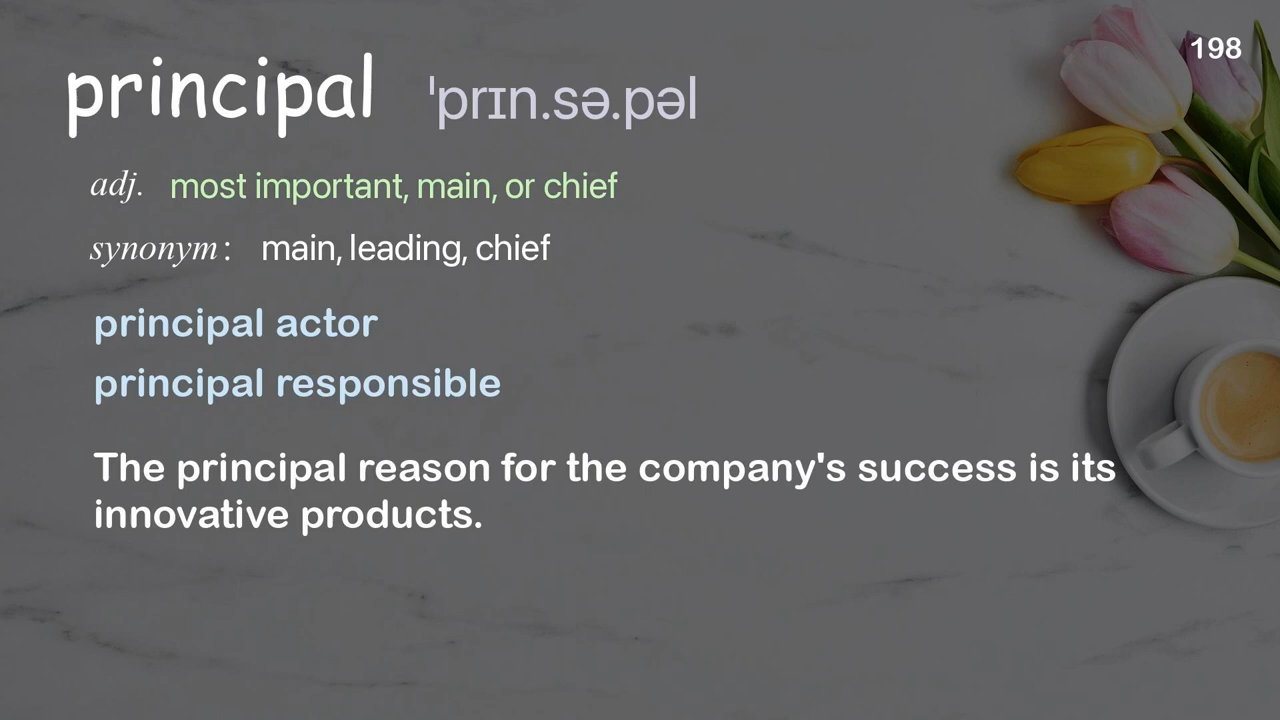 198
principal ˈprɪn.sə.pəl
adj. most important, main, or chief
synonym: main, leading, chief
principal actor
principal responsible
The principal reason for the company's success is its
innovative products.